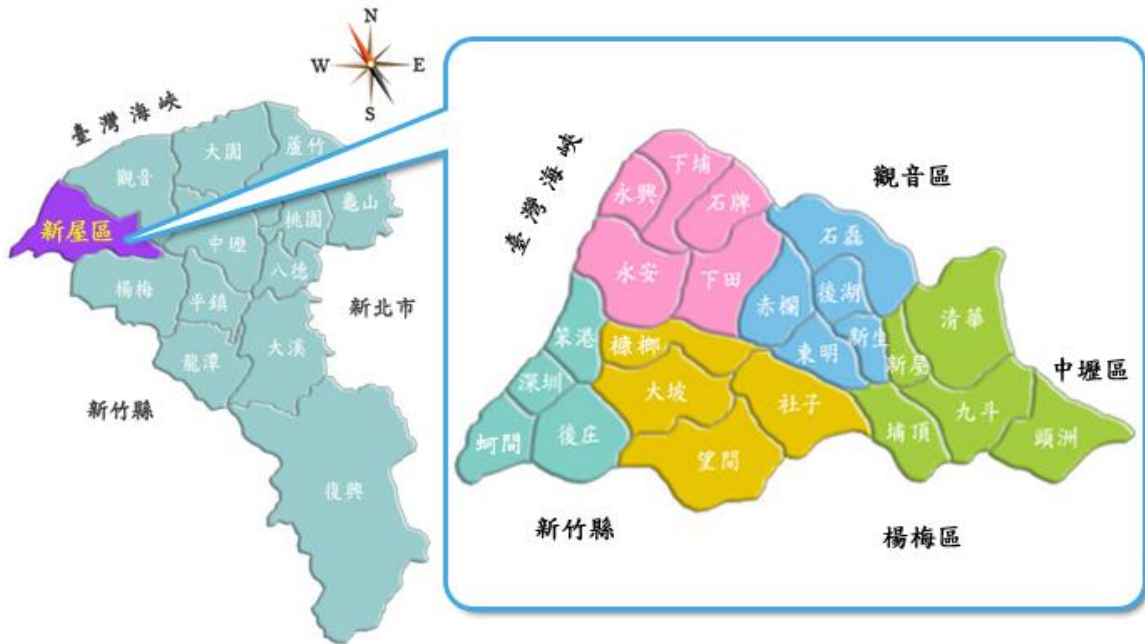 N
W
E
S
臺灣海峽
蘆竹
大園
觀音
龜山
桃園
新屋區
中壢
八德
楊梅
平鎮
新北市
大溪
龍潭
新竹縣
復興
臺灣海峽
觀音區
下埔
永興
石牌
石磊
永安
下田
赤欄
後湖
清華
笨港
槺榔
東明
新生
新屋
中壢區
深圳
大坡
社子
九斗
蚵間
後庄
望間
埔頂
頭洲
新竹縣
楊梅區